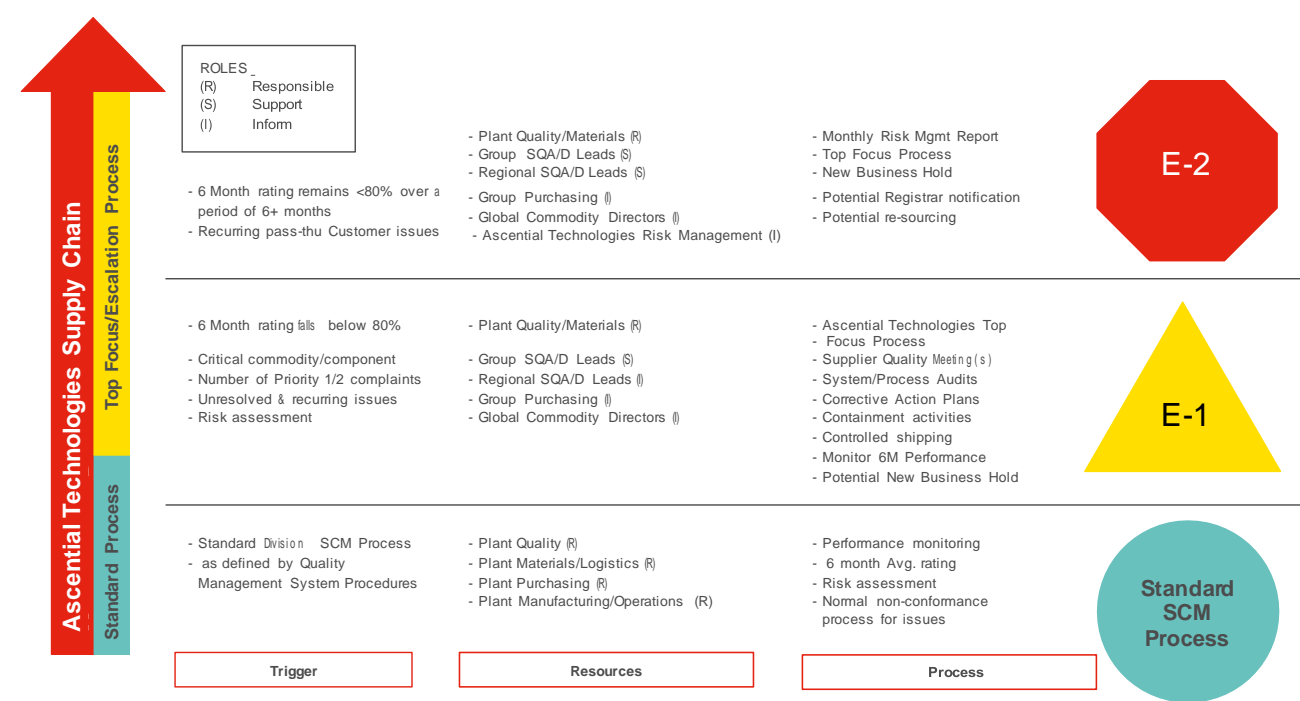 Ascential Technologies Supply Chain
Top Focus/Escalation Process
Standard Process
ROLES _
(R) Responsible
(S) Support
(I) Inform
- 6 Month rating remains <80% over a
period of 6+ months
- Recurring pass-thru Customer issues
- Plant Quality/Materials (R)
- Group SQA/D Leads (S)
- Regional SQA/D Leads (S)
- Group Purchasing (I)
- Global Commodity Directors (I)
- Ascential Technologies Risk Management (I)
- Monthly Risk Mgmt Report
- Top Focus Process
- New Business Hold
- Potential Registrar notification
- Potential re-sourcing
E-2
- 6 Month rating falls below 80%
- Critical commodity/component
- Number of Priority 1/2 complaints
- Unresolved & recurring issues
- Risk assessment
- Plant Quality/Materials (R)
- Group SQA/D Leads (S)
- Regional SQA/D Leads (I)
- Group Purchasing (I)
- Global Commodity Directors (I)
- Ascential Technologies Top
- Focus Process
- Supplier Quality Meeting(s)
- System/Process Audits
- Corrective Action Plans
- Containment activities
- Controlled shipping
- Monitor 6M Performance
- Potential New Business Hold
E-1
- Standard Division SCM Process
- as defined by Quality
Management System Procedures
- Plant Quality (R)
- Plant Materials/Logistics (R)
- Plant Purchasing (R)
- Plant Manufacturing/Operations (R)
- Performance monitoring
- 6 month Avg. rating
- Risk assessment
- Normal non-conformance
process for issues
Standard
SCM
Process
Trigger
Resources
Process